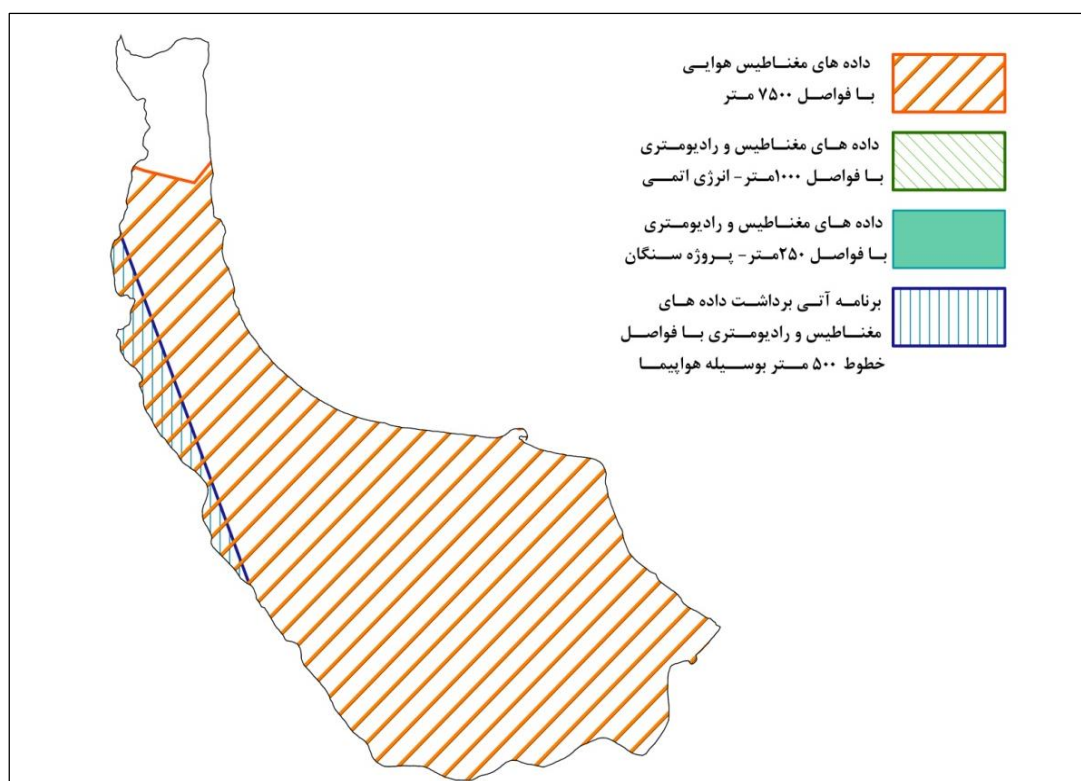 داده های مغناطیس هوایی
با فواصل ۷۵۰۰ متر
داده های مغناطیس و رادیومتری
با فواصل ۱۰۰۰متر- انرژی اتمی
داده های مغناطیس و رادیومتری
با فواصل ۲۵۰متر- پروژه سنگان
برنامه آتی برداشت داده های
مغناطیس و رادیومتری با فواصل
خطوط ۵۰۰ متر بوسیله هواپیما